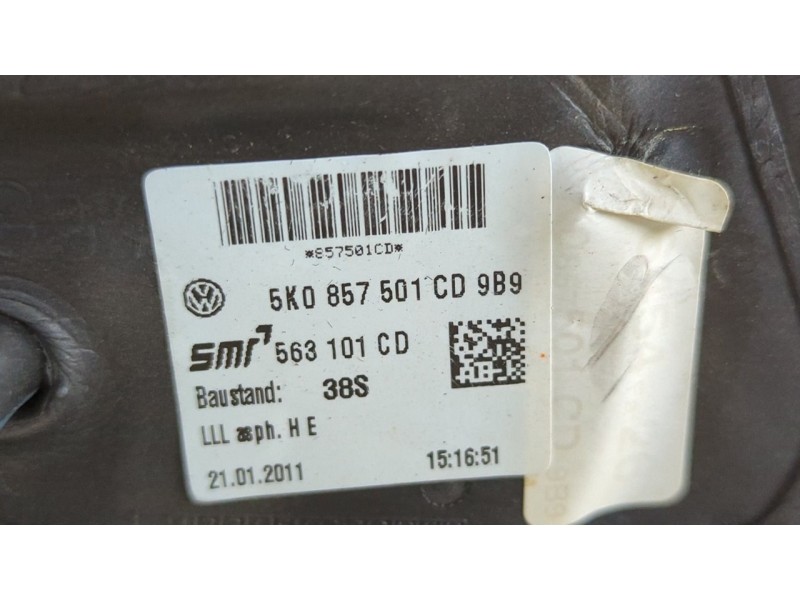 *857501CD*
5K0 857 501 CD 9B9
smr 563 101 CD
Baustand: 38S
LLL asph. H E
21.01.2011 15:16:51